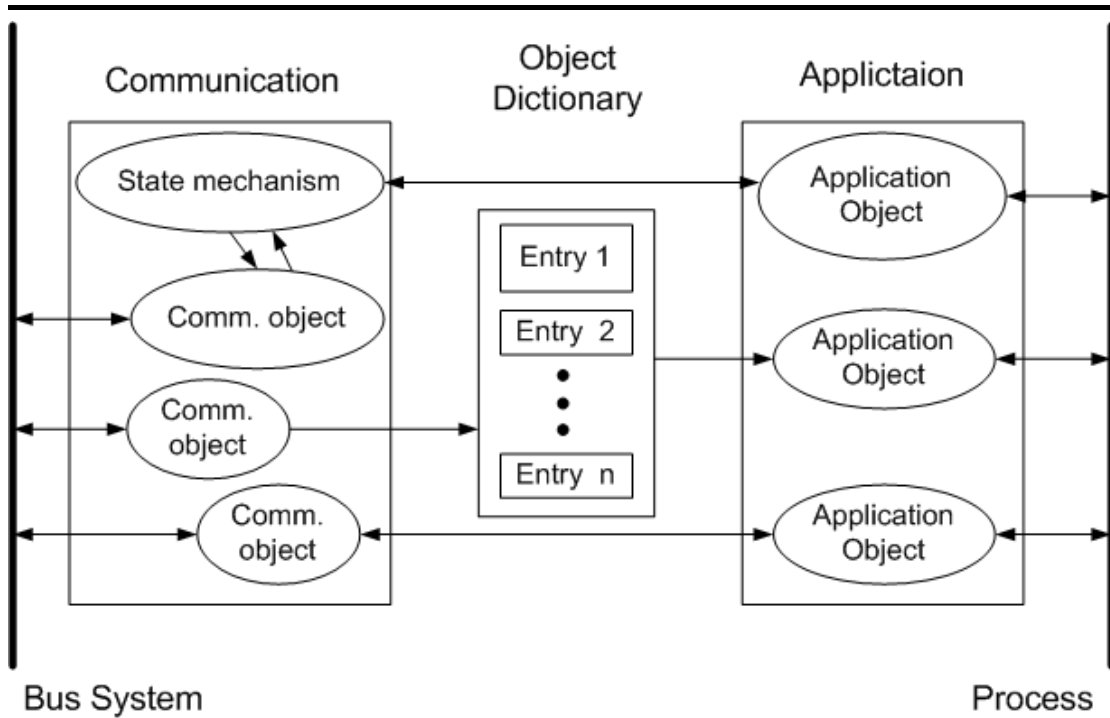 Communication
Object
Dictionary
Applictaion
State mechanism
Comm. object
Comm.
object
Comm.
object
Entry 1
Entry 2
Entry n
Application
Object
Application
Object
Application
Object
Bus System
Process